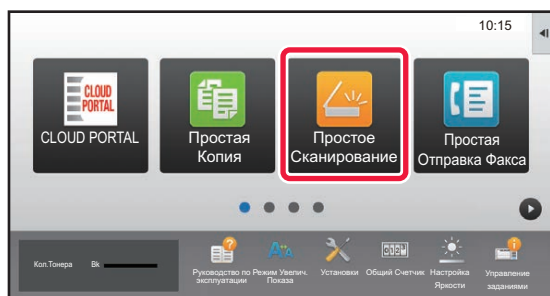 10:15
CLOUD
PORTAL
CLOUD PORTAL
Простая
Копия
Простое
Сканирование
Простая
Отправка Факса
Кол.Тонера Bk
Руководство по
эксплуатации
Режим Увелич.
Показа
Установки
Общий Счетчик
Настройка
Яркости
Управление
заданиями